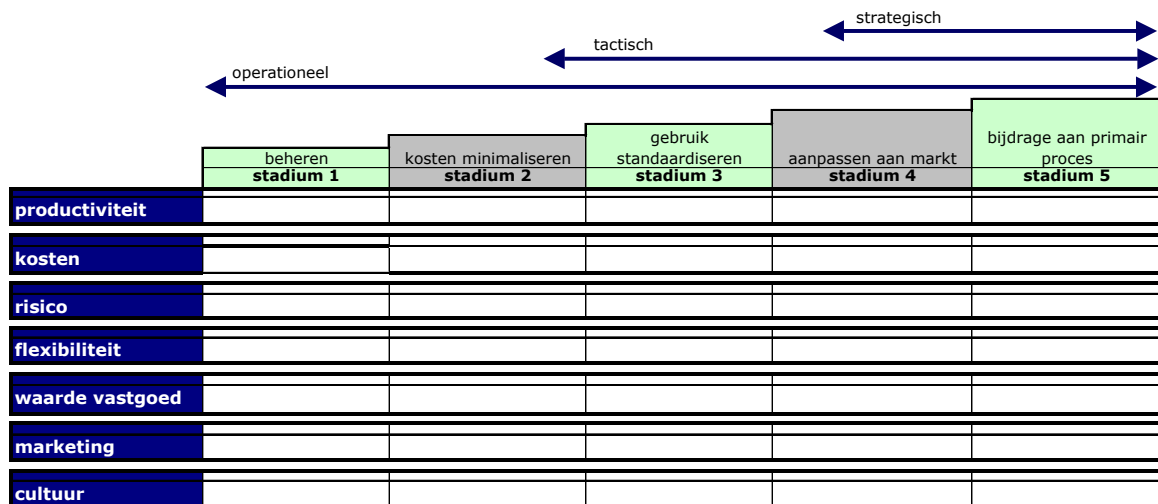 strategisch
tactisch
operationeel
beheren
stadium 1
kosten minimaliseren
stadium 2
gebruik
standaardiseren
stadium 3
aanpassen aan markt
stadium 4
bijdrage aan primair
proces
stadium 5
productiviteit
kosten
risico
flexibiliteit
waarde vastgoed
marketing
cultuur